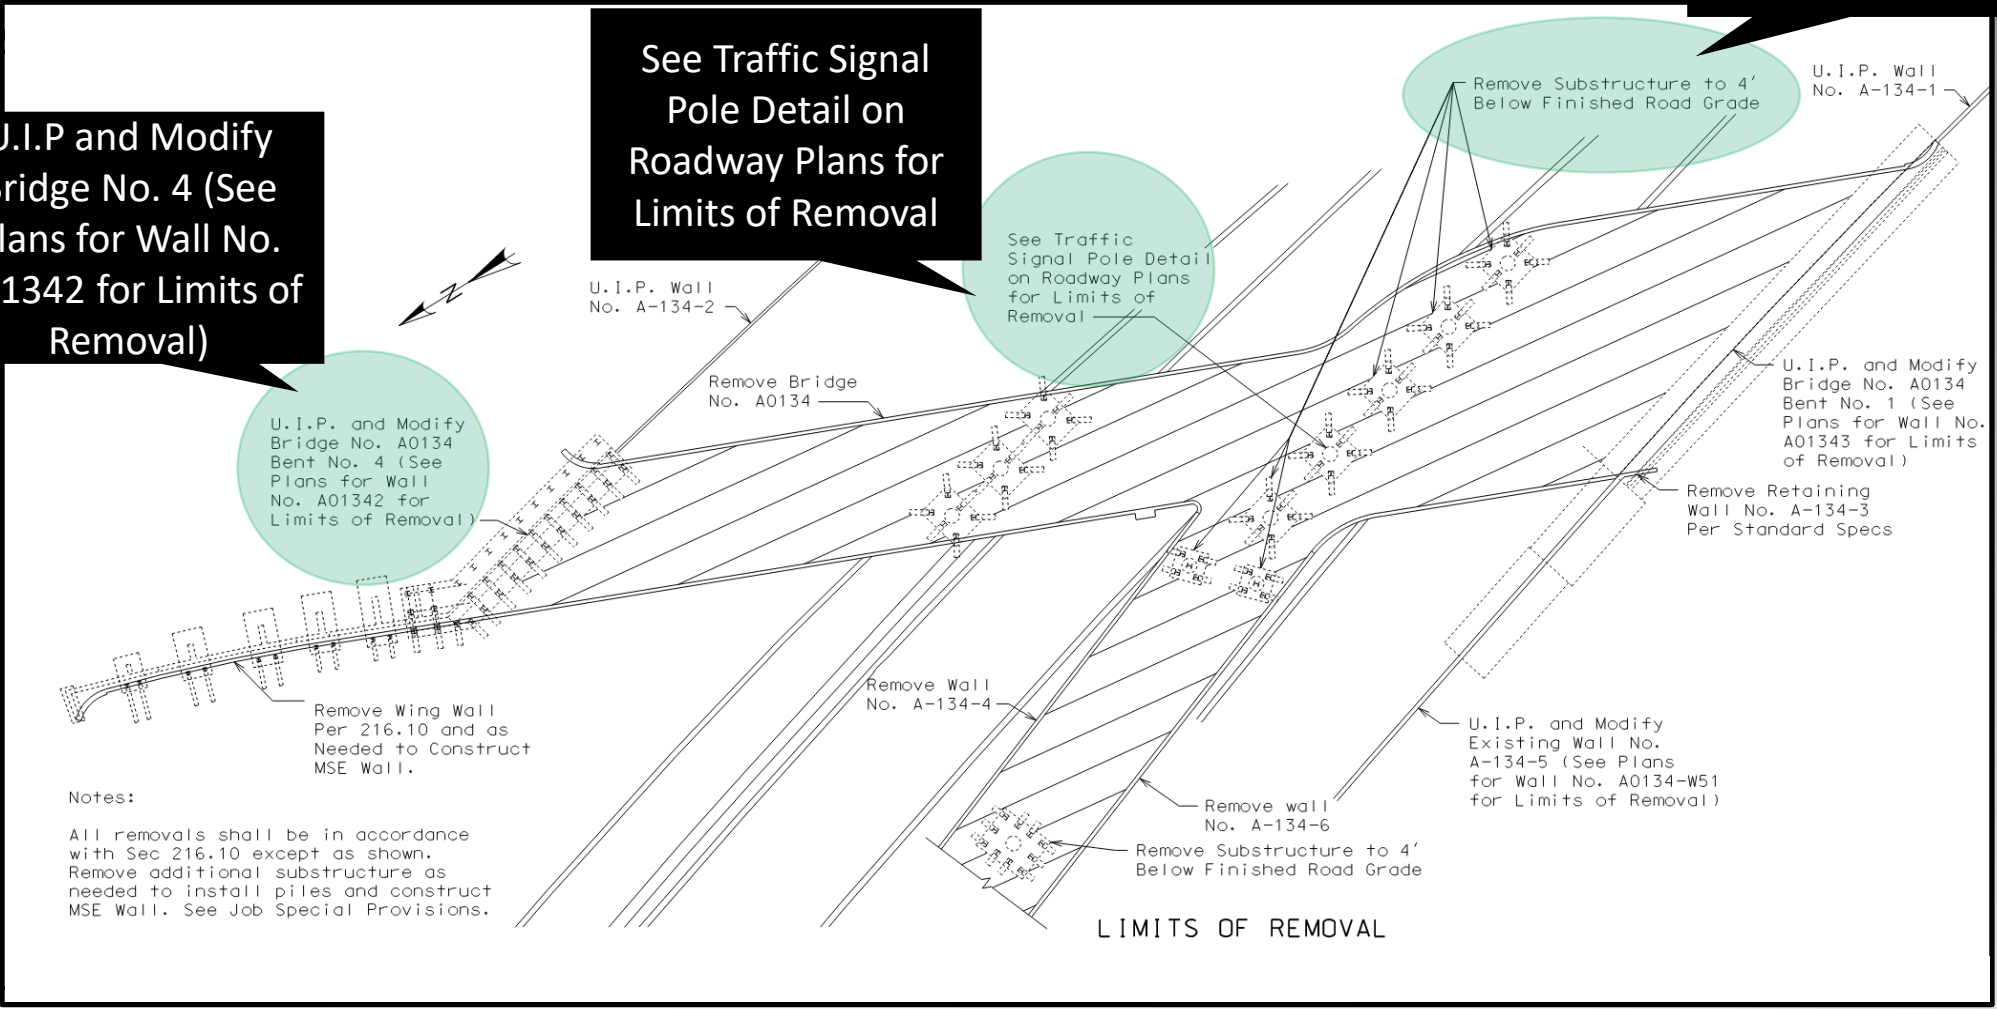 See Traffic Signal
Pole Detail on
Roadway Plans for
Limits of Removal
U.I.P and Modify
Bridge No. 4 (See
Plans for Wall No.
1342 for Limits of
Removal)
Remove Substructure to 4'
Below Finished Road Grade
U.I.P. Wall
No. A-134-1
See Traffic
Signal Pole Detail
on Roadway Plans
for Limits of
Removal
N
U.I.P. Wall
No. A-134-2
Remove Bridge
No. A0134
U.I.P. and Modify
Bridge No. A0134
Bent No. 4 (See
Plans for Wall
No. A01342 for
Limits of Removal)
U.I.P. and Modify
Bridge No. A0134
Bent No. 1 (See
Plans for Wall No.
A01343 for Limits
of Removal)
Remove Retaining
Wall No. A-134-3
Per Standard Specs
Remove Wing Wall
Per 216.10 and as
Needed to Construct
MSE Wall.
Remove Wall
No. A-134-4
U.I.P. and Modify
Existing Wall No.
A-134-5 (See Plans
for Wall No. A0134-W51
for Limits of Removal)
Remove wall
No. A-134-6
Remove Substructure to 4'
Below Finished Road Grade
Notes:
All removals shall be in accordance
with Sec 216.10 except as shown.
Remove additional substructure as
needed to install piles and construct
MSE Wall. See Job Special Provisions.
LIMITS OF REMOVAL